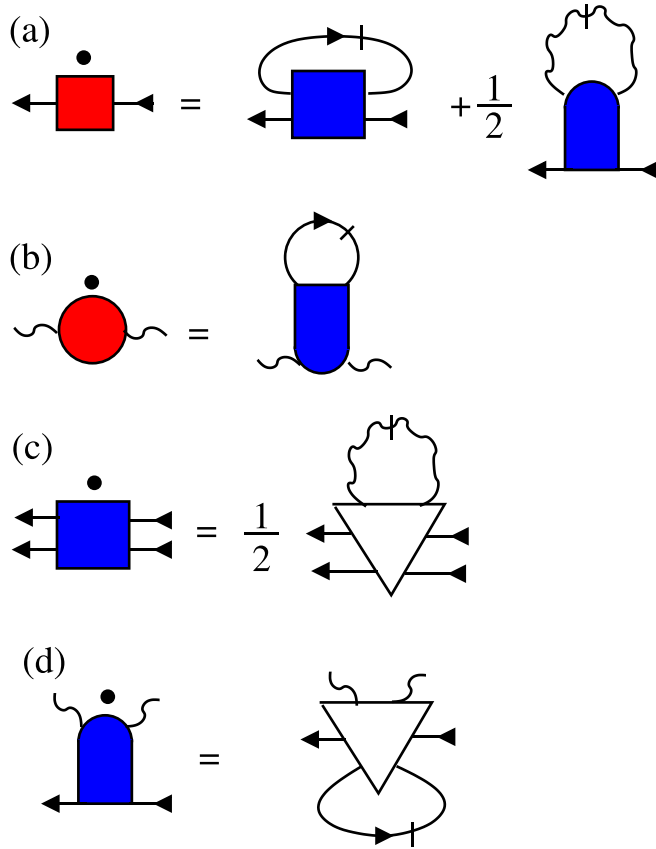 (a)
= + 1/2
(b)
=
(c)
= 1/2
(d)
=